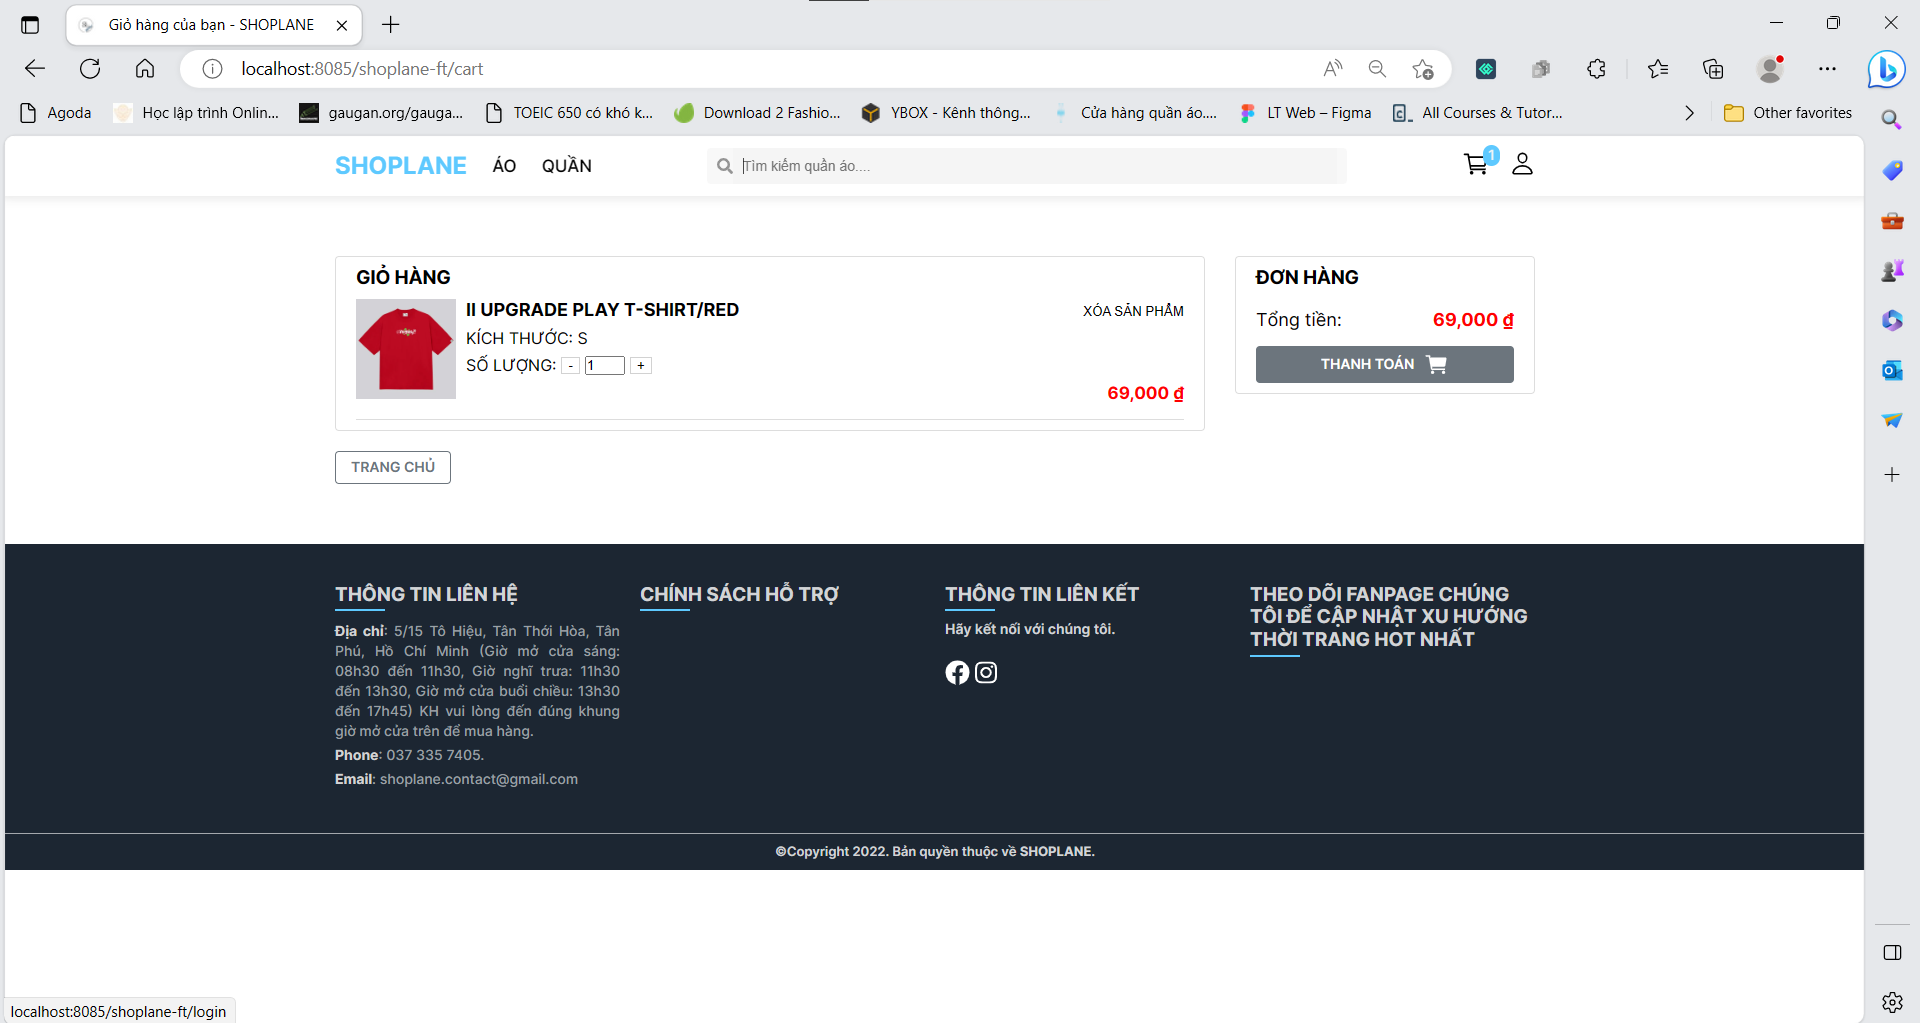 Giỏ hàng của bạn - SHOPLANE
localhost:8085/shoplane-ft/cart
Agoda
Học lập trình Onlin...
gaugan.org/gauga...
TOEIC 650 có khó k...
Download 2 Fashio...
YBOX - Kênh thông...
Cửa hàng quần áo....
LT Web – Figma
All Courses & Tutor...
Other favorites
SHOPLANE
ÁO
QUẦN
Tìm kiếm quần áo....
1
GIỎ HÀNG
II UPGRADE PLAY T-SHIRT/RED
XÓA SẢN PHẨM
KÍCH THƯỚC: S
SỐ LƯỢNG: - 1 +
69,000 ₫
ĐƠN HÀNG
Tổng tiền: 69,000 ₫
THANH TOÁN
TRANG CHỦ
THÔNG TIN LIÊN HỆ
Địa chỉ: 5/15 Tô Hiệu, Tân Thới Hòa, Tân
Phú, Hồ Chí Minh (Giờ mở cửa sáng:
08h30 đến 11h30, Giờ nghĩ trưa: 11h30
đến 13h30, Giờ mở cửa buổi chiều: 13h30
đến 17h45) KH vui lòng đến đúng khung
giờ mở cửa trên để mua hàng.
Phone: 037 335 7405.
Email: shoplane.contact@gmail.com
CHÍNH SÁCH HỖ TRỢ
THÔNG TIN LIÊN KẾT
Hãy kết nối với chúng tôi.
THEO DÕI FANPAGE CHÚNG
TÔI ĐỂ CẬP NHẬT XU HƯỚNG
THỜI TRANG HOT NHẤT
©Copyright 2022. Bản quyền thuộc về SHOPLANE.
localhost:8085/shoplane-ft/login